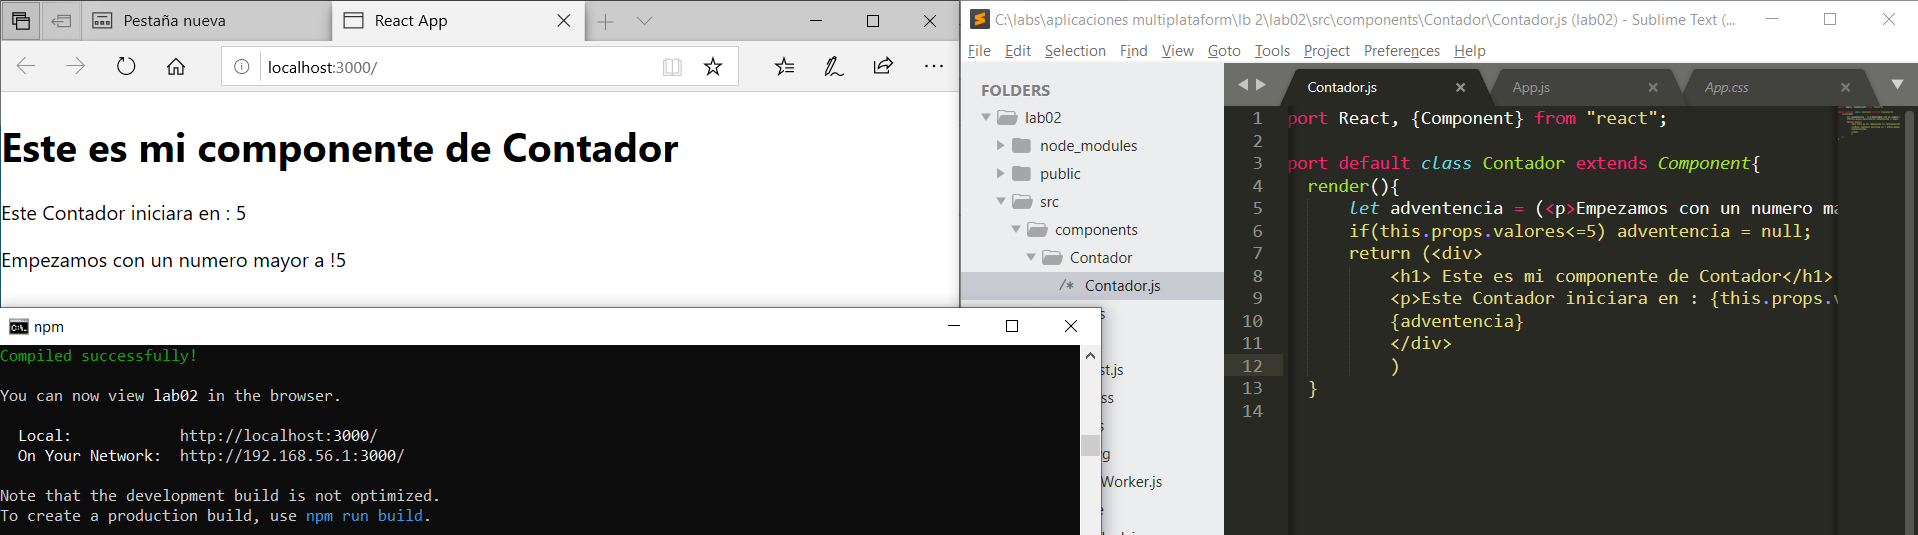 Pestaña nueva
React App
localhost:3000/
Este es mi componente de Contador
Este Contador iniciara en : 5
Empezamos con un numero mayor a !5
npm
Compiled successfully!
You can now view lab02 in the browser.
Local: http://localhost:3000/
On Your Network: http://192.168.56.1:3000/
Note that the development build is not optimized.
To create a production build, use npm run build.
C:\labs\aplicaciones multiplataform\lb 2\lab02\src\components\Contador\Contador.js (lab02) - Sublime Text (...
File Edit Selection Find View Goto Tools Project Preferences Help
FOLDERS
lab02
node_modules
public
src
components
Contador
/* Contador.js
s
st.js
ss
s
g
Worker.js
Contador.js
App.js
App.css
1 port React, {Component} from "react";
2
3 port default class Contador extends Component{
4 render(){
5 let adventencia = (<p>Empezamos con un numero ma
6 if(this.props.valores<=5) adventencia = null;
7 return (<div>
8 <h1> Este es mi componente de Contador</h1>
9 <p>Este Contador iniciara en : {this.props.v
10 {adventencia}
11 </div>
12 )
13 }
14